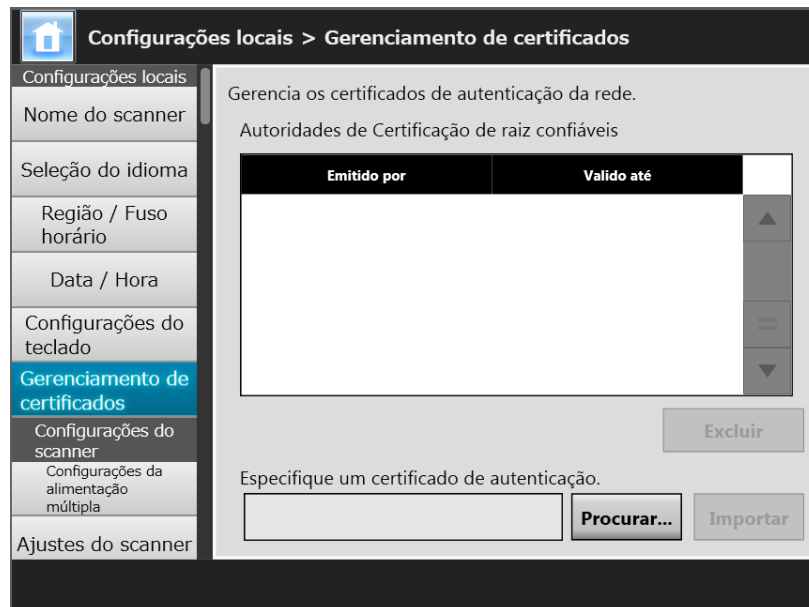 Configurações locais > Gerenciamento de certificados
Configurações locais
Nome do scanner
Seleção do idioma
Região / Fuso
horário
Data / Hora
Configurações do
teclado
Gerenciamento de
certificados
Configurações do
scanner
Configurações da
alimentação
múltipla
Ajustes do scanner
Gerencia os certificados de autenticação da rede.
Autoridades de Certificação de raiz confiáveis
Emitido por Valido até
Excluir
Especifique um certificado de autenticação.
Procurar... Importar